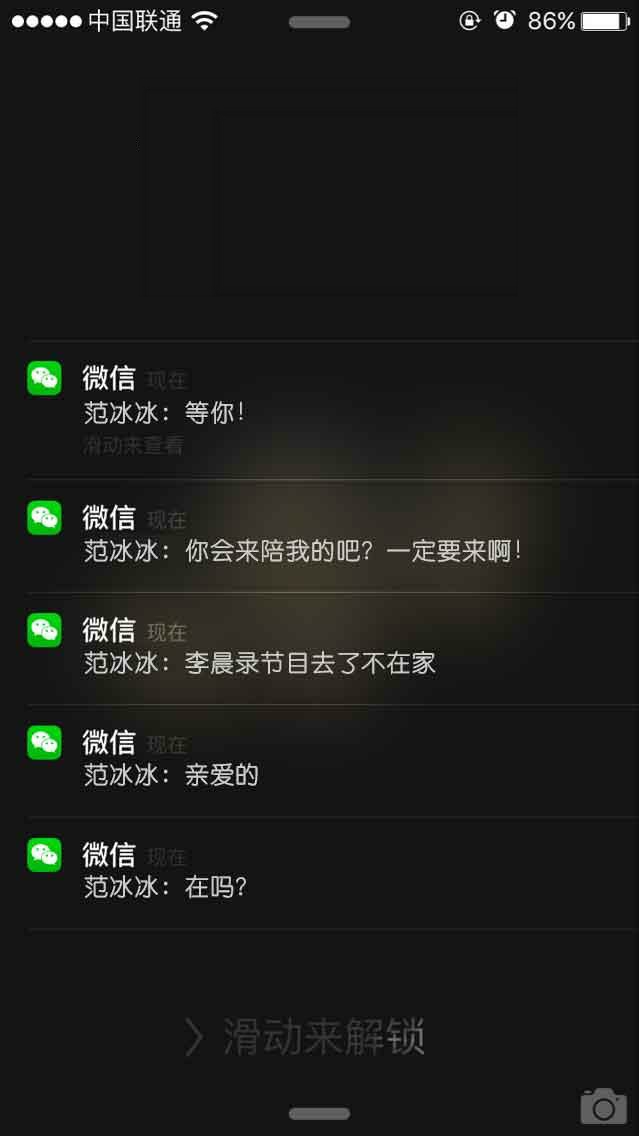 中国联通 86%
微信 现在
范冰冰：等你！
滑动来查看
微信 现在
范冰冰：你会来陪我的吧？一定要来啊！
微信 现在
范冰冰：李晨录节目去了不在家
微信 现在
范冰冰：亲爱的
微信 现在
范冰冰：在吗？
〉滑动来解锁